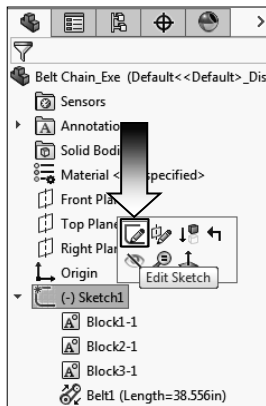 Belt Chain_Exe (Default<<Default>_Dis
Sensors
Annotatio
Solid Bodi
Material < specified>
Front Pla
Top Plane
Right Plan
Edit Sketch
Origin
(-) Sketch1
Block1-1
Block2-1
Block3-1
Belt1 (Length=38.556in)